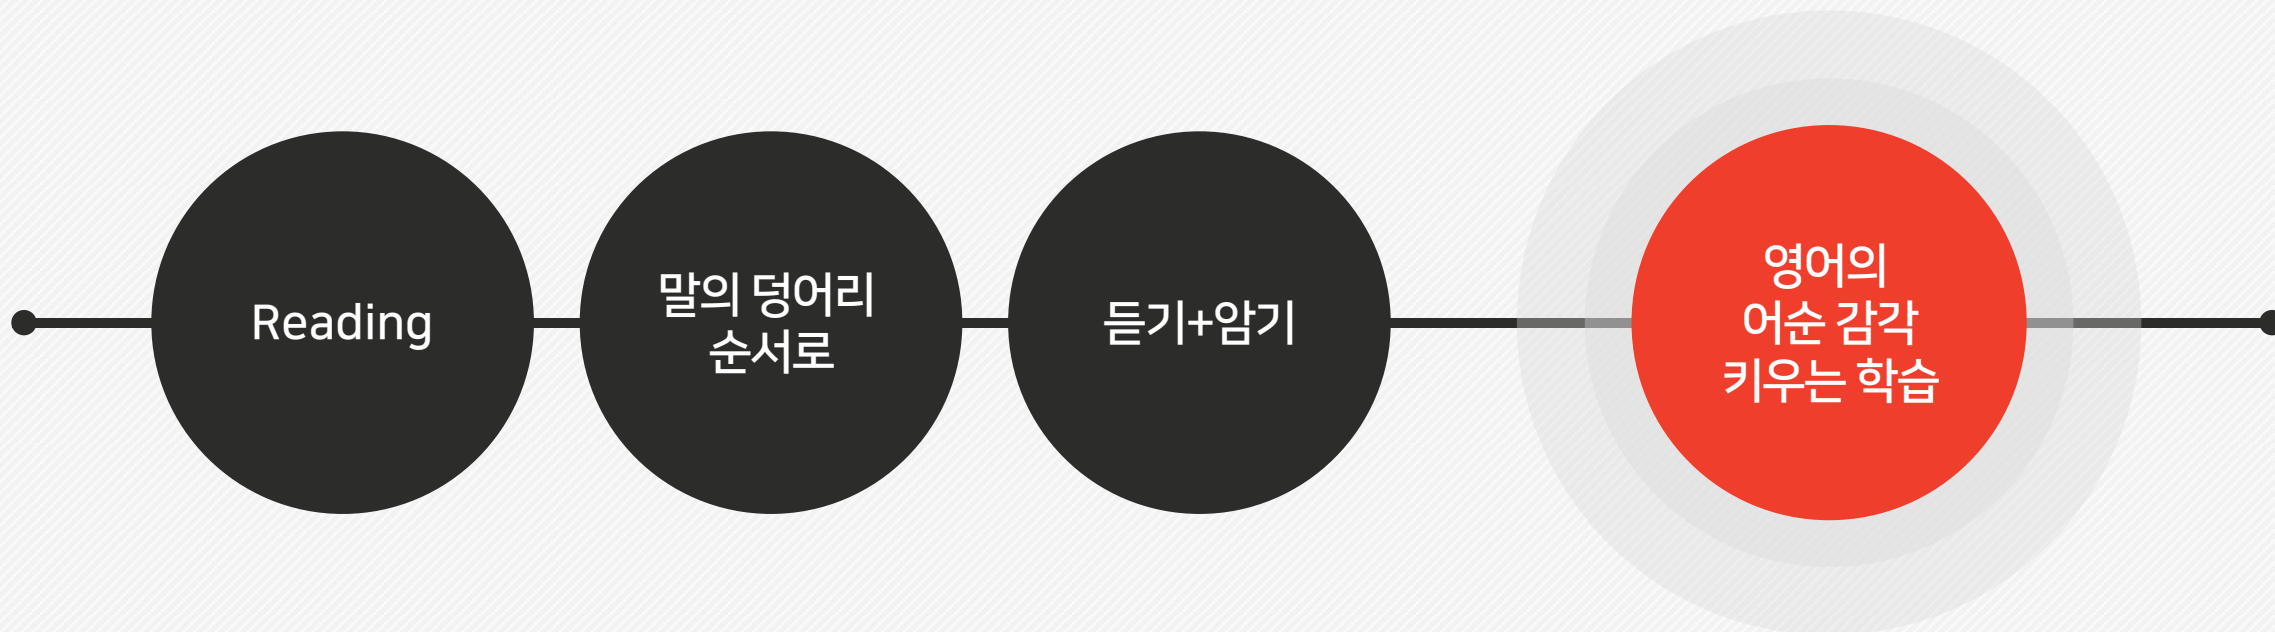 Reading
말의 덩어리
순서로
듣기+암기
영어의
어순 감각
키우는 학습